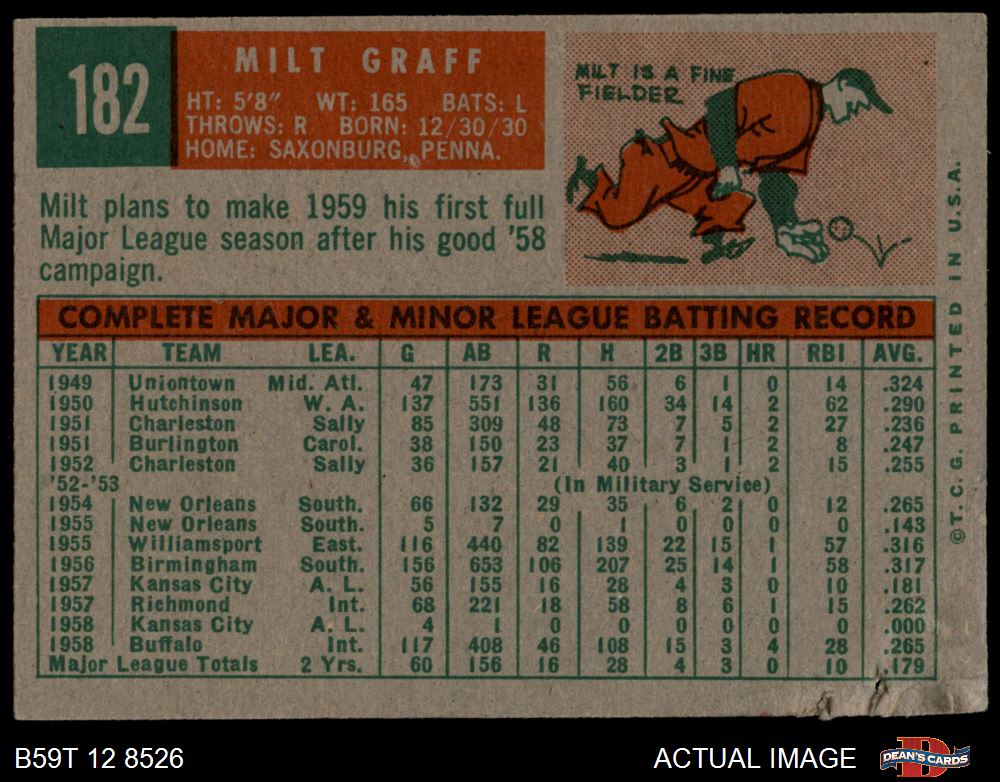 182
MILT GRAFF
HT: 5'8" WT: 165 BATS: L
THROWS: R BORN: 12/30/30
HOME: SAXONBURG, PENNA.
MILT IS A FINE
FIELDER
Milt plans to make 1959 his first full
Major League season after his good '58
campaign.
COMPLETE MAJOR & MINOR LEAGUE BATTING RECORD
YEAR TEAM LEA. G AB R H 2B 3B HR RBI AVG.
1949 Uniontown Mid. Atl. 47 173 31 56 6 1 0 14 .324
1950 Hutchinson W. A. 137 551 136 160 34 14 2 62 .290
1951 Charleston Sally 85 309 48 73 7 5 2 27 .236
1951 Burlington Carol. 38 150 23 37 7 1 2 8 .247
1952 Charleston Sally 36 157 21 40 3 1 2 15 .255
'52-'53 (In Military Service)
1954 New Orleans South. 66 132 29 35 6 2 0 12 .265
1955 New Orleans South. 5 7 0 1 0 0 0 0 .143
1955 Williamsport East. 116 440 82 139 22 15 1 57 .316
1956 Birmingham South. 156 653 106 207 25 14 1 58 .317
1957 Kansas City A. L. 56 155 16 28 4 3 0 10 .181
1957 Richmond Int. 68 221 18 58 8 6 1 15 .262
1958 Kansas City A. L. 4 1 0 0 0 0 0 0 .000
1958 Buffalo Int. 117 408 46 108 15 3 4 28 .265
Major League Totals 2 Yrs. 60 156 16 28 4 3 0 10 .179
©T.C.G. PRINTED IN U.S.A.
B59T 12 8526
ACTUAL IMAGE
DEAN'S CARDS